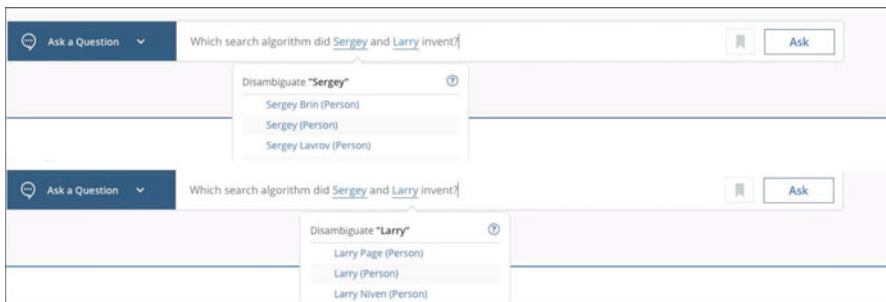 Ask a Question Which search algorithm did Sergey and Larry invent? Ask
Disambiguate "Sergey"
Sergey Brin (Person)
Sergey (Person)
Sergey Lavrov (Person)
Ask a Question Which search algorithm did Sergey and Larry invent? Ask
Disambiguate "Larry"
Larry Page (Person)
Larry (Person)
Larry Niven (Person)